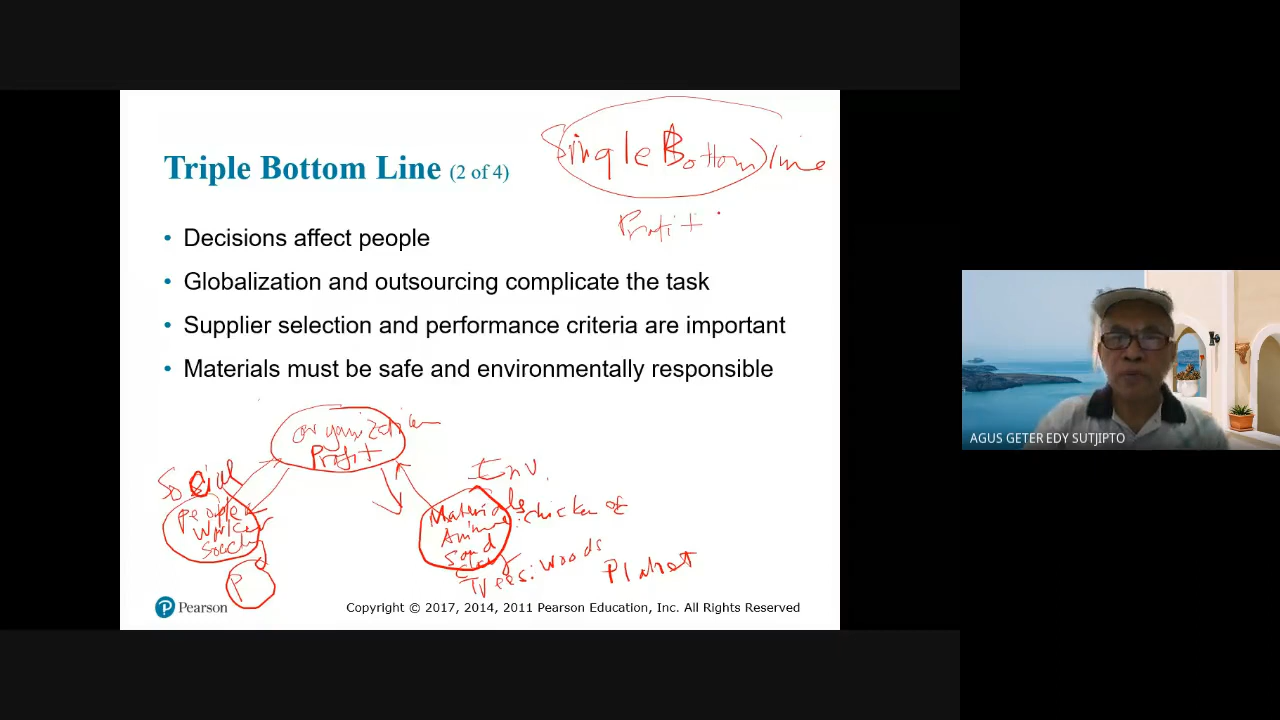 Single Bottom line
Profit
Triple Bottom Line (2 of 4)
• Decisions affect people
• Globalization and outsourcing complicate the task
• Supplier selection and performance criteria are important
• Materials must be safe and environmentally responsible
organization
Profit
Social
people
Worker
P
Env.
Materials
chicken
Sand
Trees: woods
Planet
Pearson
Copyright © 2017, 2014, 2011 Pearson Education, Inc. All Rights Reserved
AGUS GETER EDY SUTJIPTO